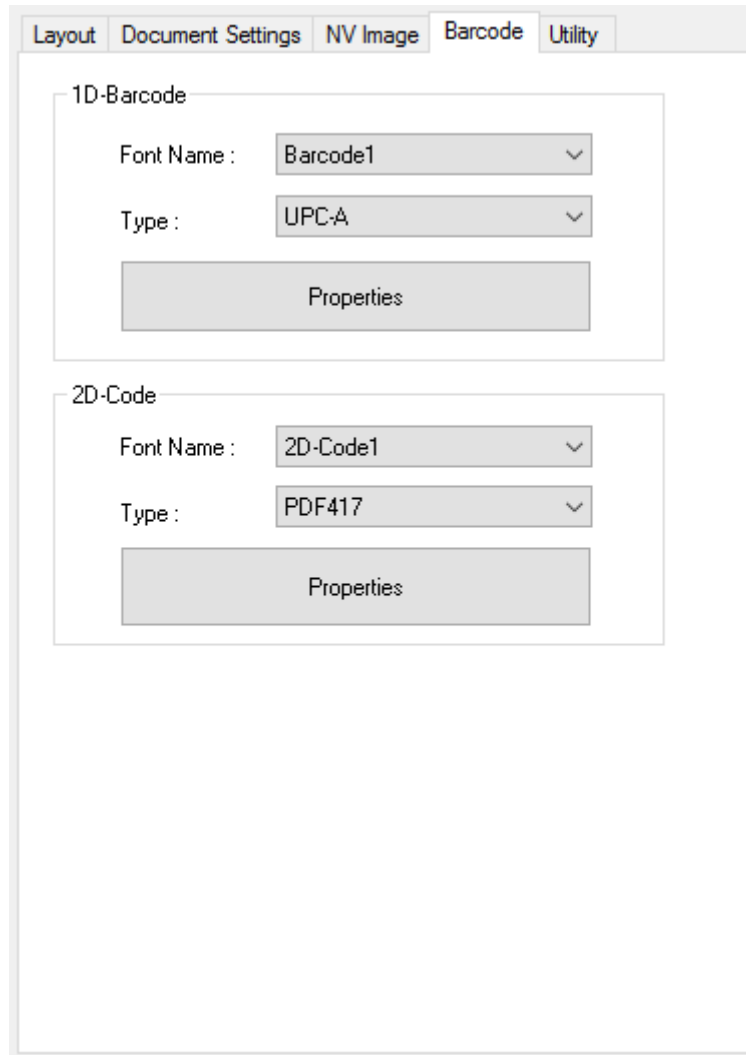 Layout Document Settings NV Image Barcode Utility
1D-Barcode
Font Name : Barcode1
Type : UPC-A
Properties
2D-Code
Font Name : 2D-Code1
Type : PDF417
Properties